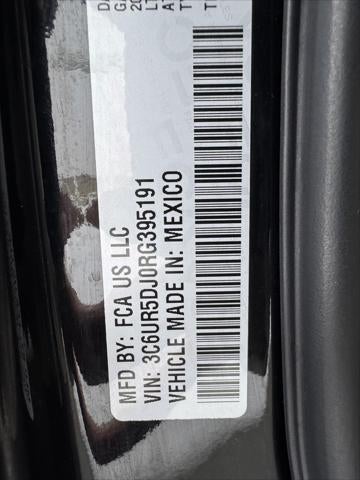 MFD BY: FCA US LLC
VIN: 3C6UR5DJ0RG395191
VEHICLE MADE IN: MEXICO